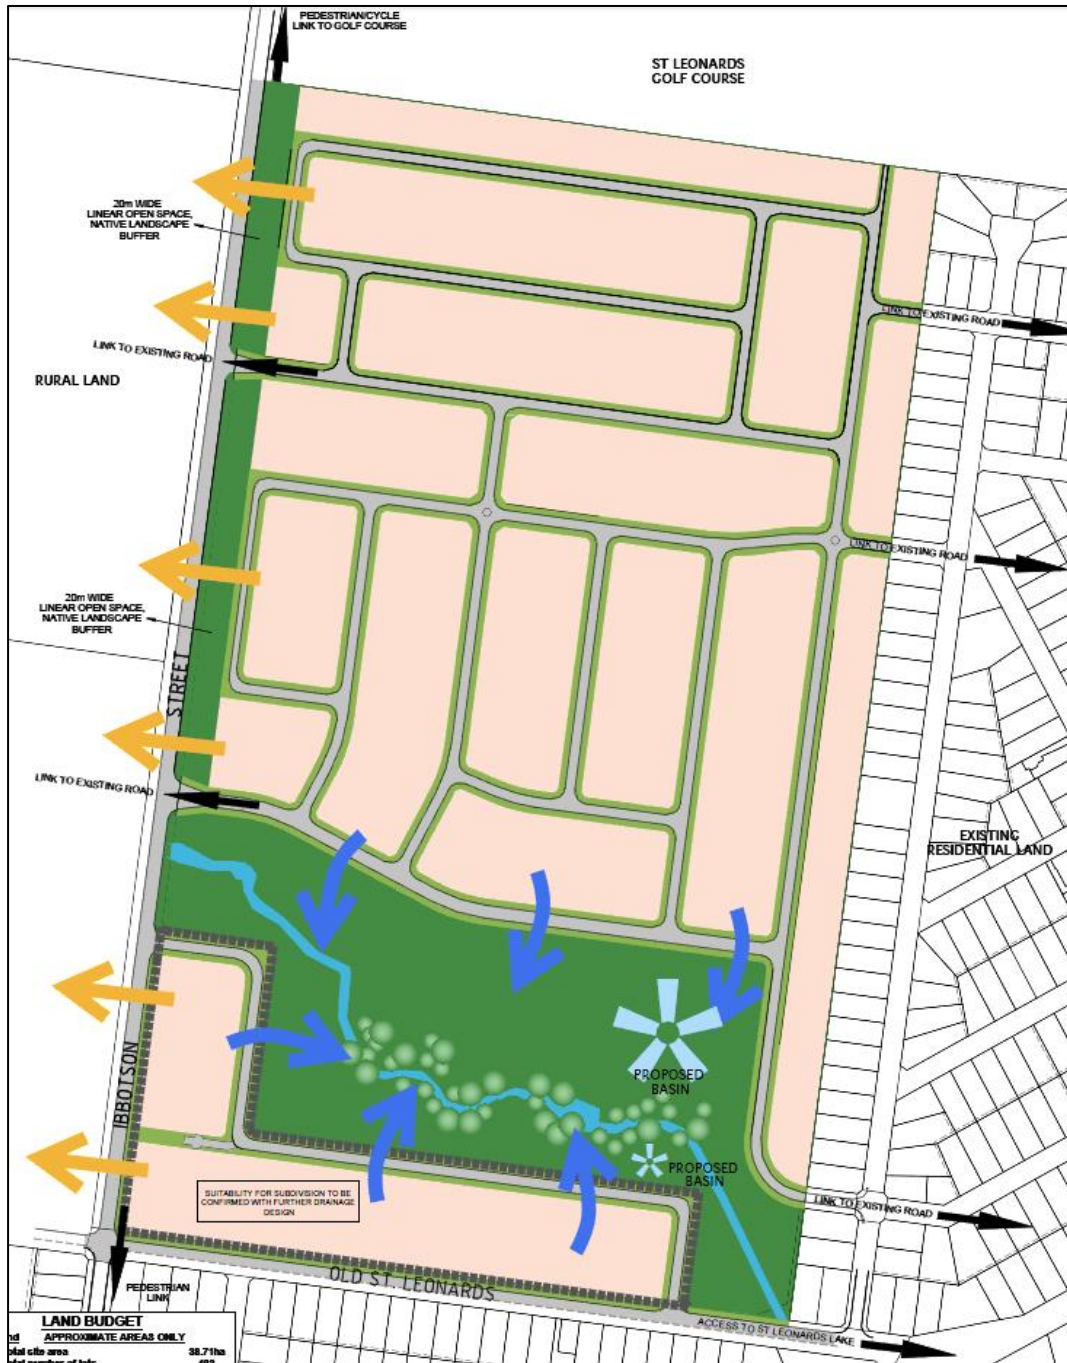 PEDESTRIAN/CYCLE
LINK TO GOLF COURSE
ST LEONARDS
GOLF COURSE
20m WIDE
LINEAR OPEN SPACE,
NATIVE LANDSCAPE
BUFFER
LINK TO EXISTING ROAD
LINK TO EXISTING ROAD
RURAL LAND
LINK TO EXISTING ROAD
20m WIDE
LINEAR OPEN SPACE,
NATIVE LANDSCAPE
BUFFER
STREET
LINK TO EXISTING ROAD
EXISTING
RESIDENTIAL LAND
IBBOTSON
PROPOSED
BASIN
PROPOSED
BASIN
SUITABILITY FOR SUBDIVISION TO BE
CONFIRMED WITH FURTHER DRAINAGE
DESIGN
LINK TO EXISTING ROAD
OLD ST. LEONARDS
PEDESTRIAN
LINK
ACCESS TO ST LEONARDS LAKE
LAND BUDGET
APPROXIMATE AREAS ONLY
site area 38.71ha